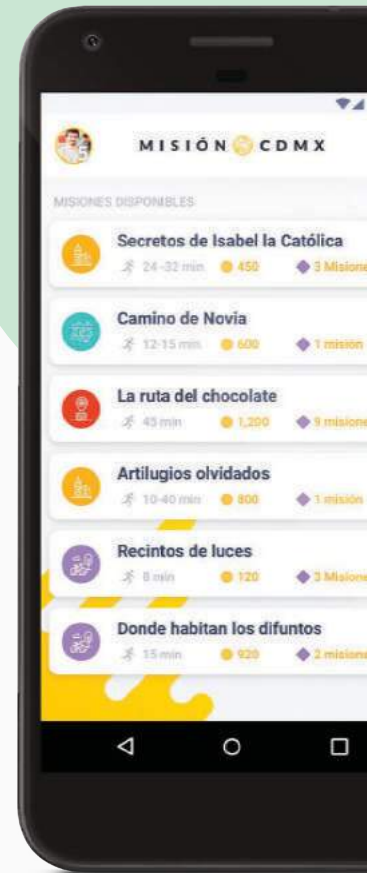 MISIÓN CDMX
MISIONES DISPONIBLES
Secretos de Isabel la Católica
24-32 min 450 3 Misione
Camino de Novia
12-15 min 600 1 misión
La ruta del chocolate
45 min 1,200 9 misione
Artilugios olvidados
10-40 min 800 1 misión
Recintos de luces
8 min 120 3 Misione
Donde habitan los difuntos
15 min 920 2 misione